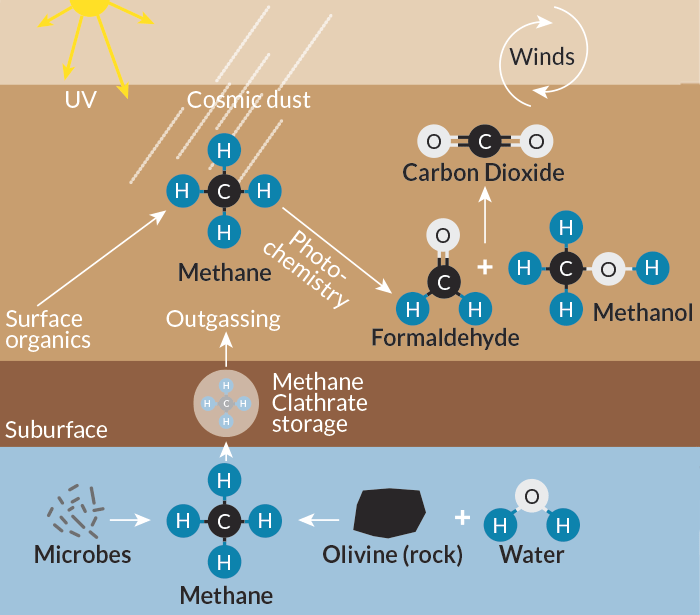 Winds
UV
Cosmic dust
H
H C H
H
Methane
O C O
Carbon Dioxide
Photo-
chemistry
O
C
H H
Formaldehyde
+
H
H C O H
H
Methanol
Surface
organics
Outgassing
H
H C H
H
Methane
Clathrate
storage
Suburface
H
H C H
H
Methane
Microbes
Olivine (rock)
+
O
H H
Water